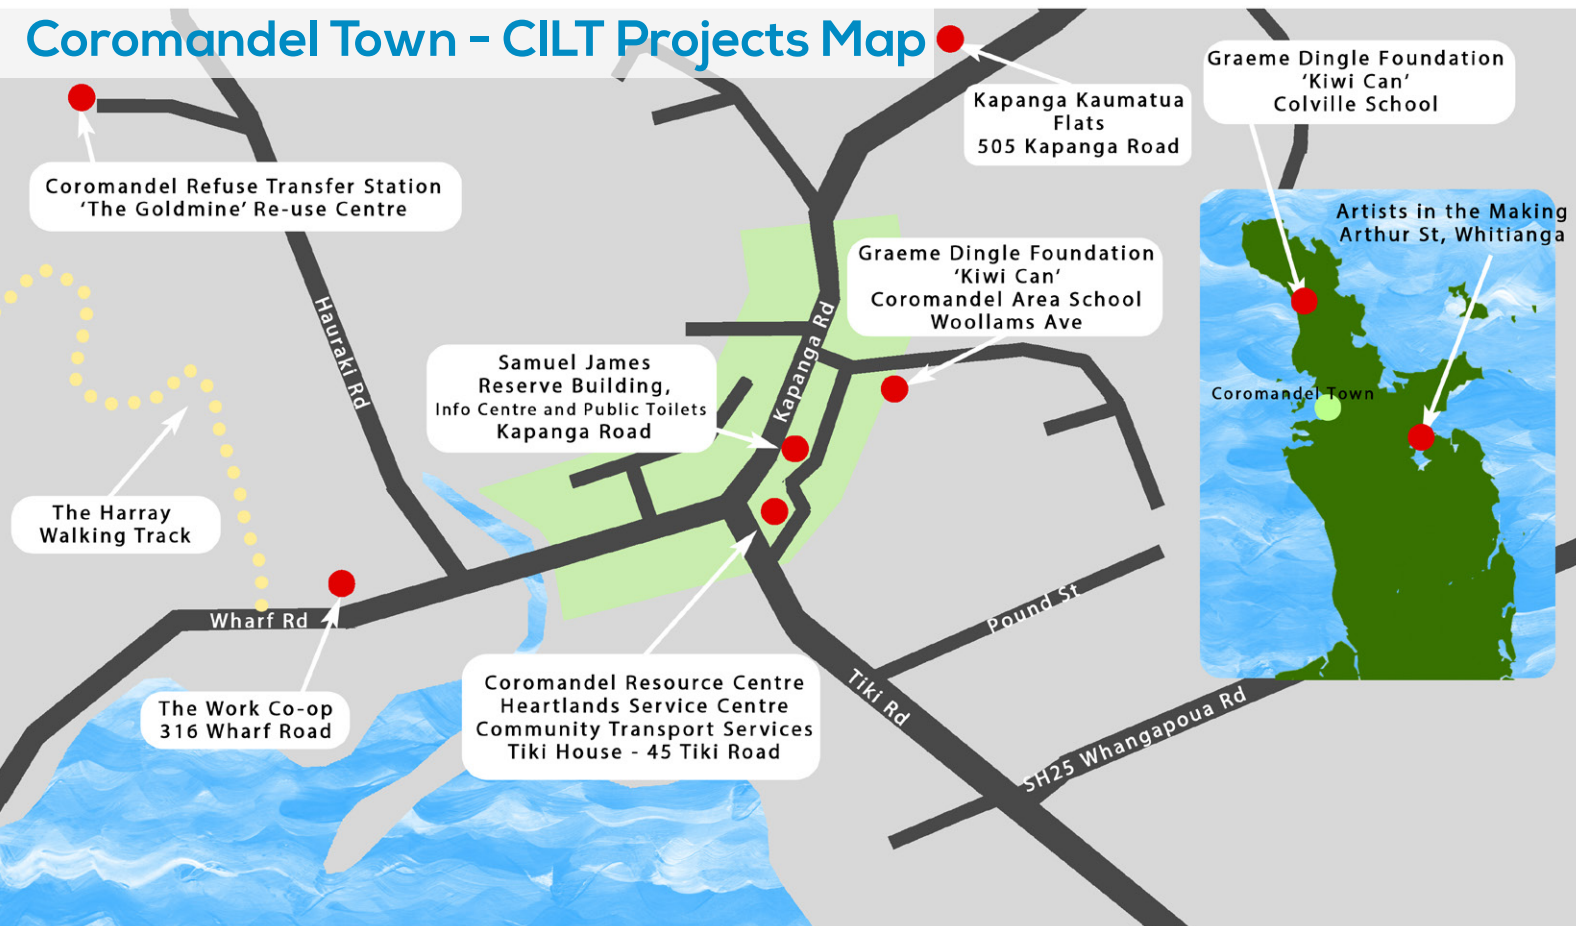 Coromandel Town - CILT Projects Map
Kapanga Kaumatua
Flats
505 Kapanga Road
Graeme Dingle Foundation
‘Kiwi Can‘
Colville School
Coromandel Refuse Transfer Station
‘The Goldmine’ Re-use Centre
Artists in the Making
Arthur St, Whitianga
Graeme Dingle Foundation
‘Kiwi Can‘
Coromandel Area School
Woollams Ave
Hauraki Rd
Kapanga Rd
Samuel James
Reserve Building,
Info Centre and Public Toilets
Kapanga Road
Coromandel Town
The Harray
Walking Track
Wharf Rd
Pound St
The Work Co-op
316 Wharf Road
Coromandel Resource Centre
Heartlands Service Centre
Community Transport Services
Tiki House - 45 Tiki Road
Tiki Rd
SH25 Whangapoua Rd